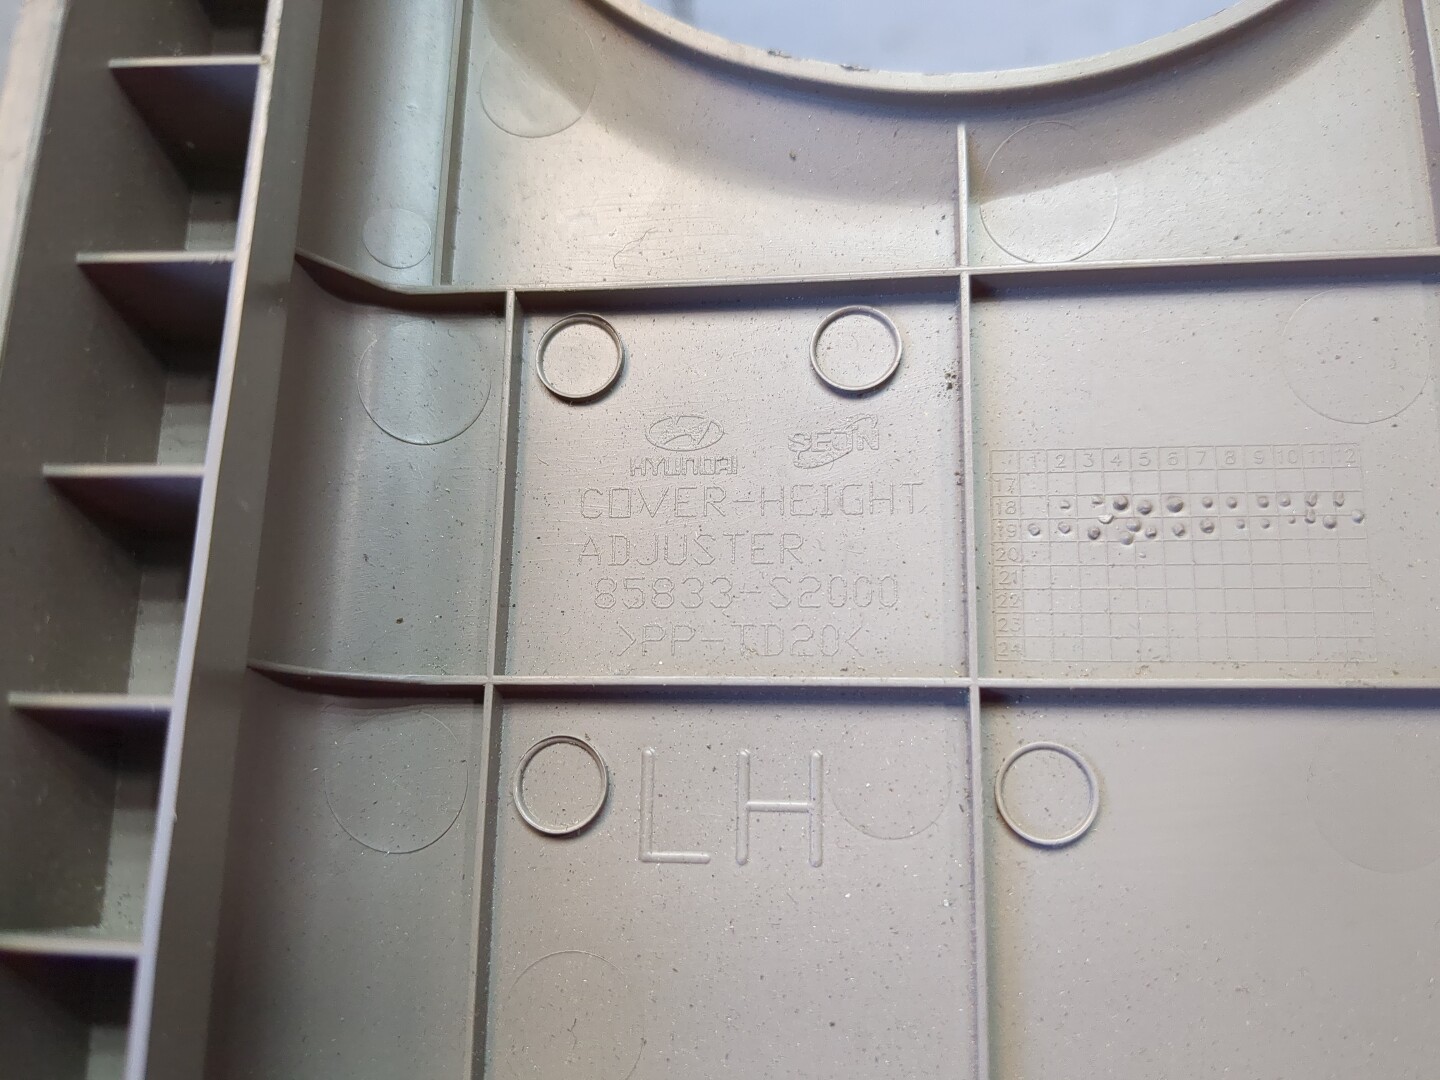 HYUNDAI
SEOIN
COVER-HEIGHT
ADJUSTER
85833-S2000
>PP-TD20<
LH
1 2 3 4 5 6 7 8 9 10 11 12
17
18
19
20
21
22
23
24